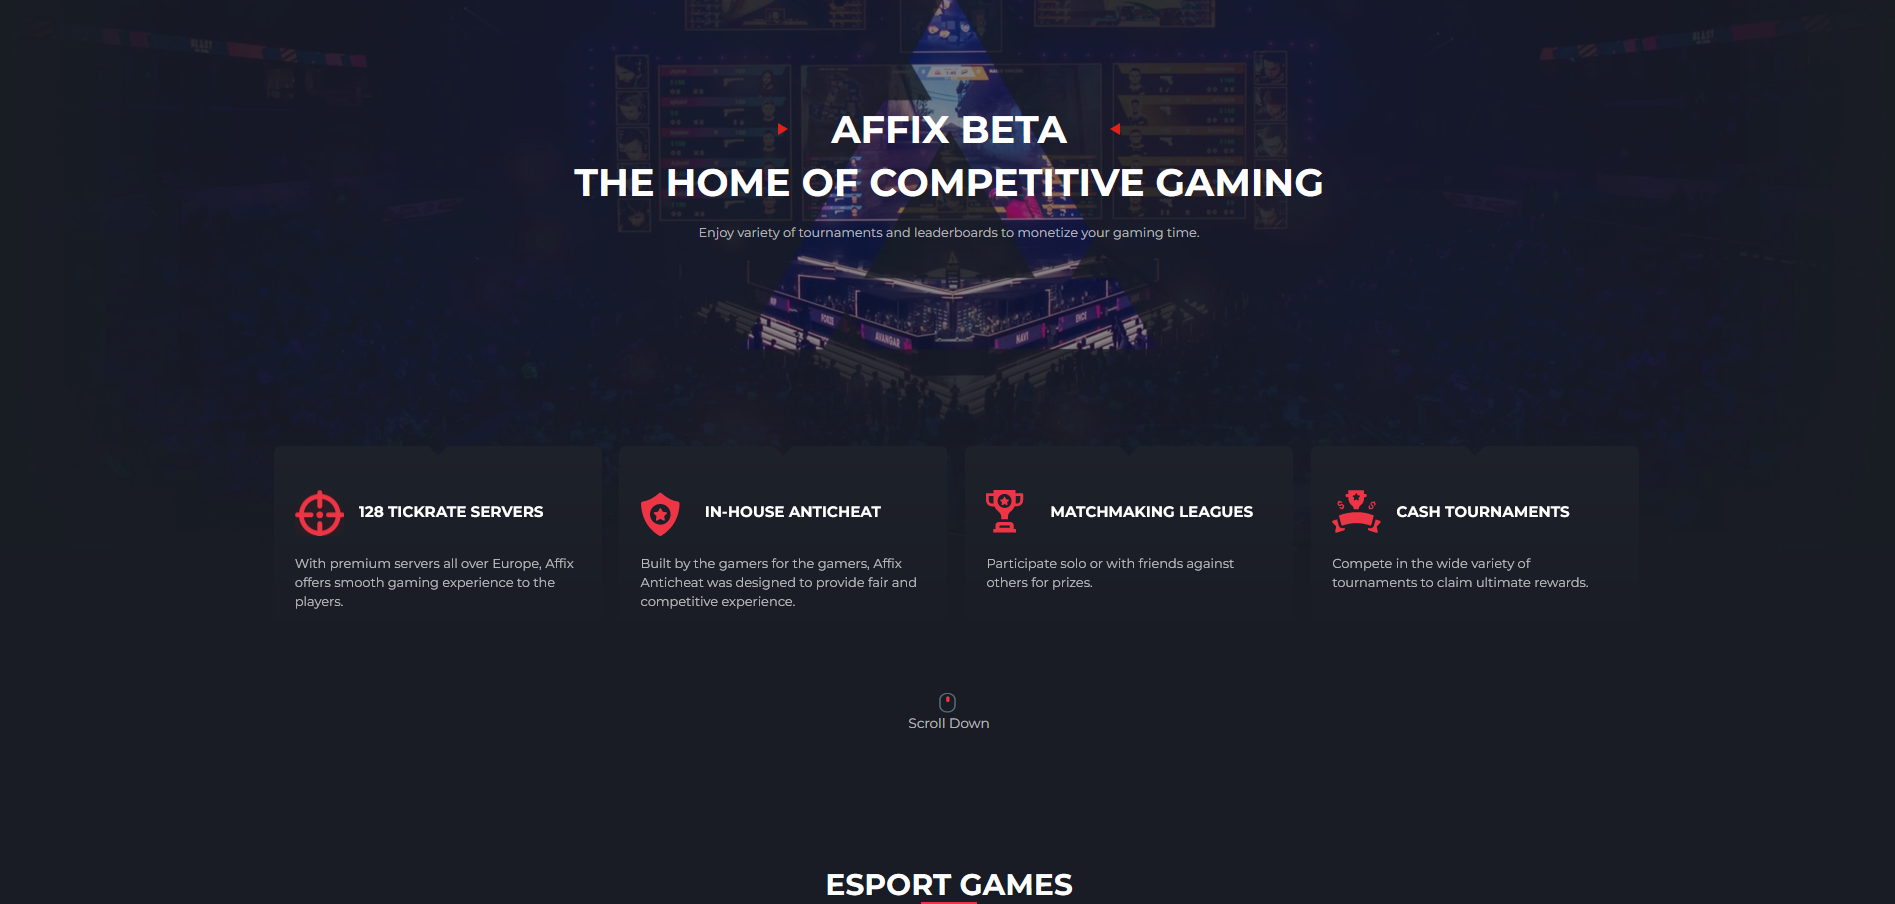 AFFIX BETA
THE HOME OF COMPETITIVE GAMING
Enjoy variety of tournaments and leaderboards to monetize your gaming time.
FORZE
AVANGAR
NAVI
ENCE
128 TICKRATE SERVERS
With premium servers all over Europe, Affix
offers smooth gaming experience to the
players.
IN-HOUSE ANTICHEAT
Built by the gamers for the gamers, Affix
Anticheat was designed to provide fair and
competitive experience.
MATCHMAKING LEAGUES
Participate solo or with friends against
others for prizes.
CASH TOURNAMENTS
Compete in the wide variety of
tournaments to claim ultimate rewards.
Scroll Down
ESPORT GAMES